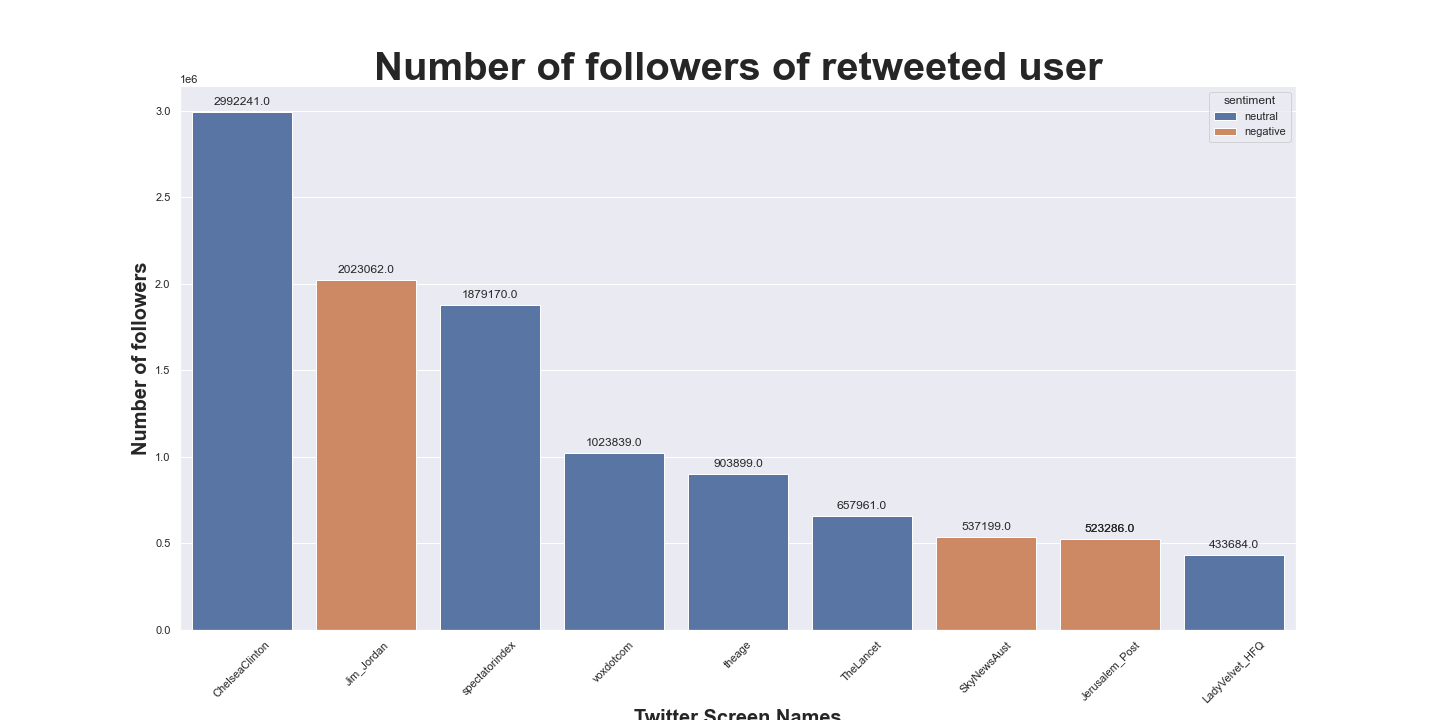 Number of followers of retweeted user
1e6
sentiment
neutral
negative
3.0
2.5
2.0
1.5
1.0
0.5
0.0
Number of followers
2992241.0
2023062.0
1879170.0
1023839.0
903899.0
657961.0
537199.0
523286.0
433684.0
ChelseaClinton
Jim_Jordan
spectatorindex
voxdotcom
theage
TheLancet
SkyNewsAust
Jerusalem_Post
LadyVelvet_HFQ
Twitter Screen Names